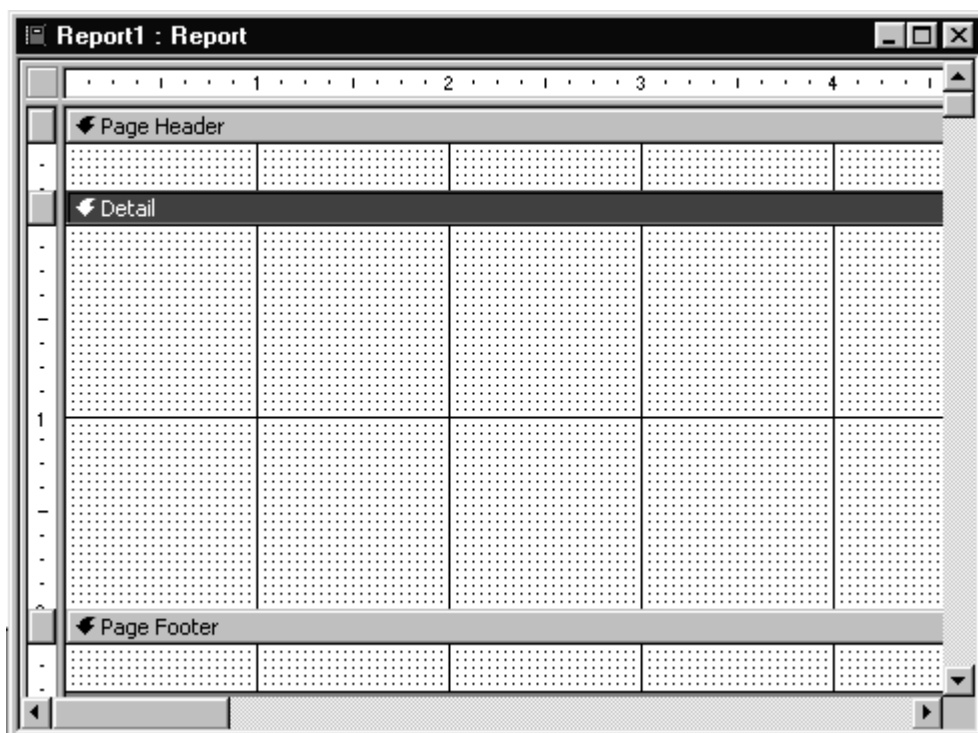 Report1 : Report
1 2 3 4
Page Header
Detail
1
Page Footer